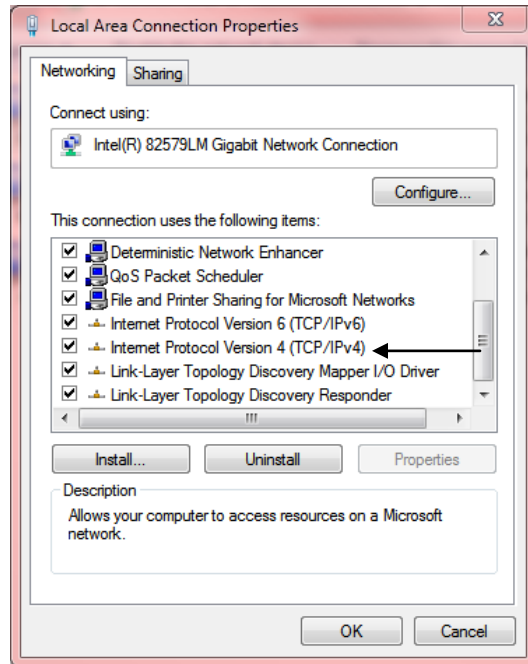 Local Area Connection Properties
Networking
Sharing
Connect using:
Intel(R) 82579LM Gigabit Network Connection
Configure...
This connection uses the following items:
Deterministic Network Enhancer
QoS Packet Scheduler
File and Printer Sharing for Microsoft Networks
Internet Protocol Version 6 (TCP/IPv6)
Internet Protocol Version 4 (TCP/IPv4)
Link-Layer Topology Discovery Mapper I/O Driver
Link-Layer Topology Discovery Responder
Install...
Uninstall
Properties
Description
Allows your computer to access resources on a Microsoft
network.
OK
Cancel